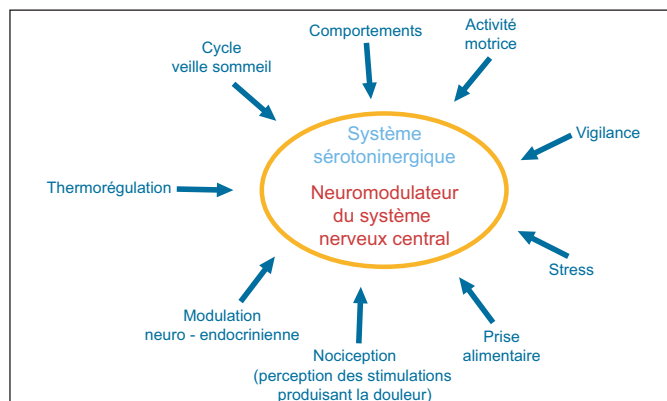 Comportements
Activité
motrice
Cycle
veille sommeil
Système
sérotoninergique
Vigilance
Thermorégulation
Neuromodulateur
du système
nerveux central
Stress
Modulation
neuro - endocrinienne
Prise
alimentaire
Nociception
(perception des stimulations
produisant la douleur)